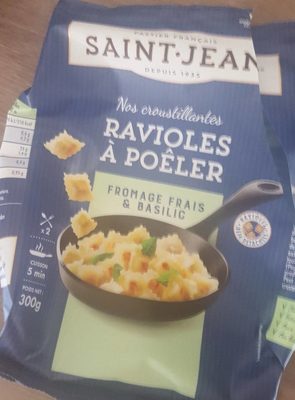 PASTIER FRANÇAIS
SAINT·JEAN
DEPUIS 1935
Nos croustillantes
RAVIOLES
À POÊLER
FROMAGE FRAIS
& BASILIC
x2
CUISSON
5 min
POIDS NET
300g